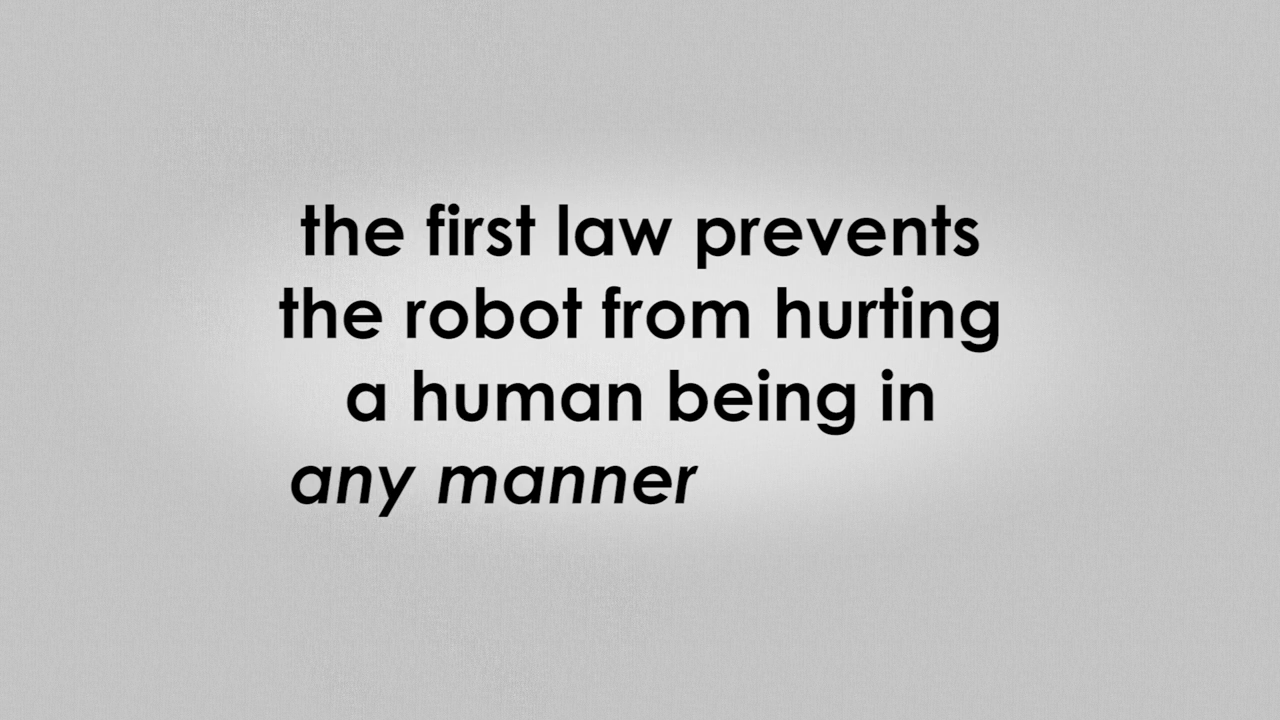 the first law prevents
the robot from hurting
a human being in
any manner